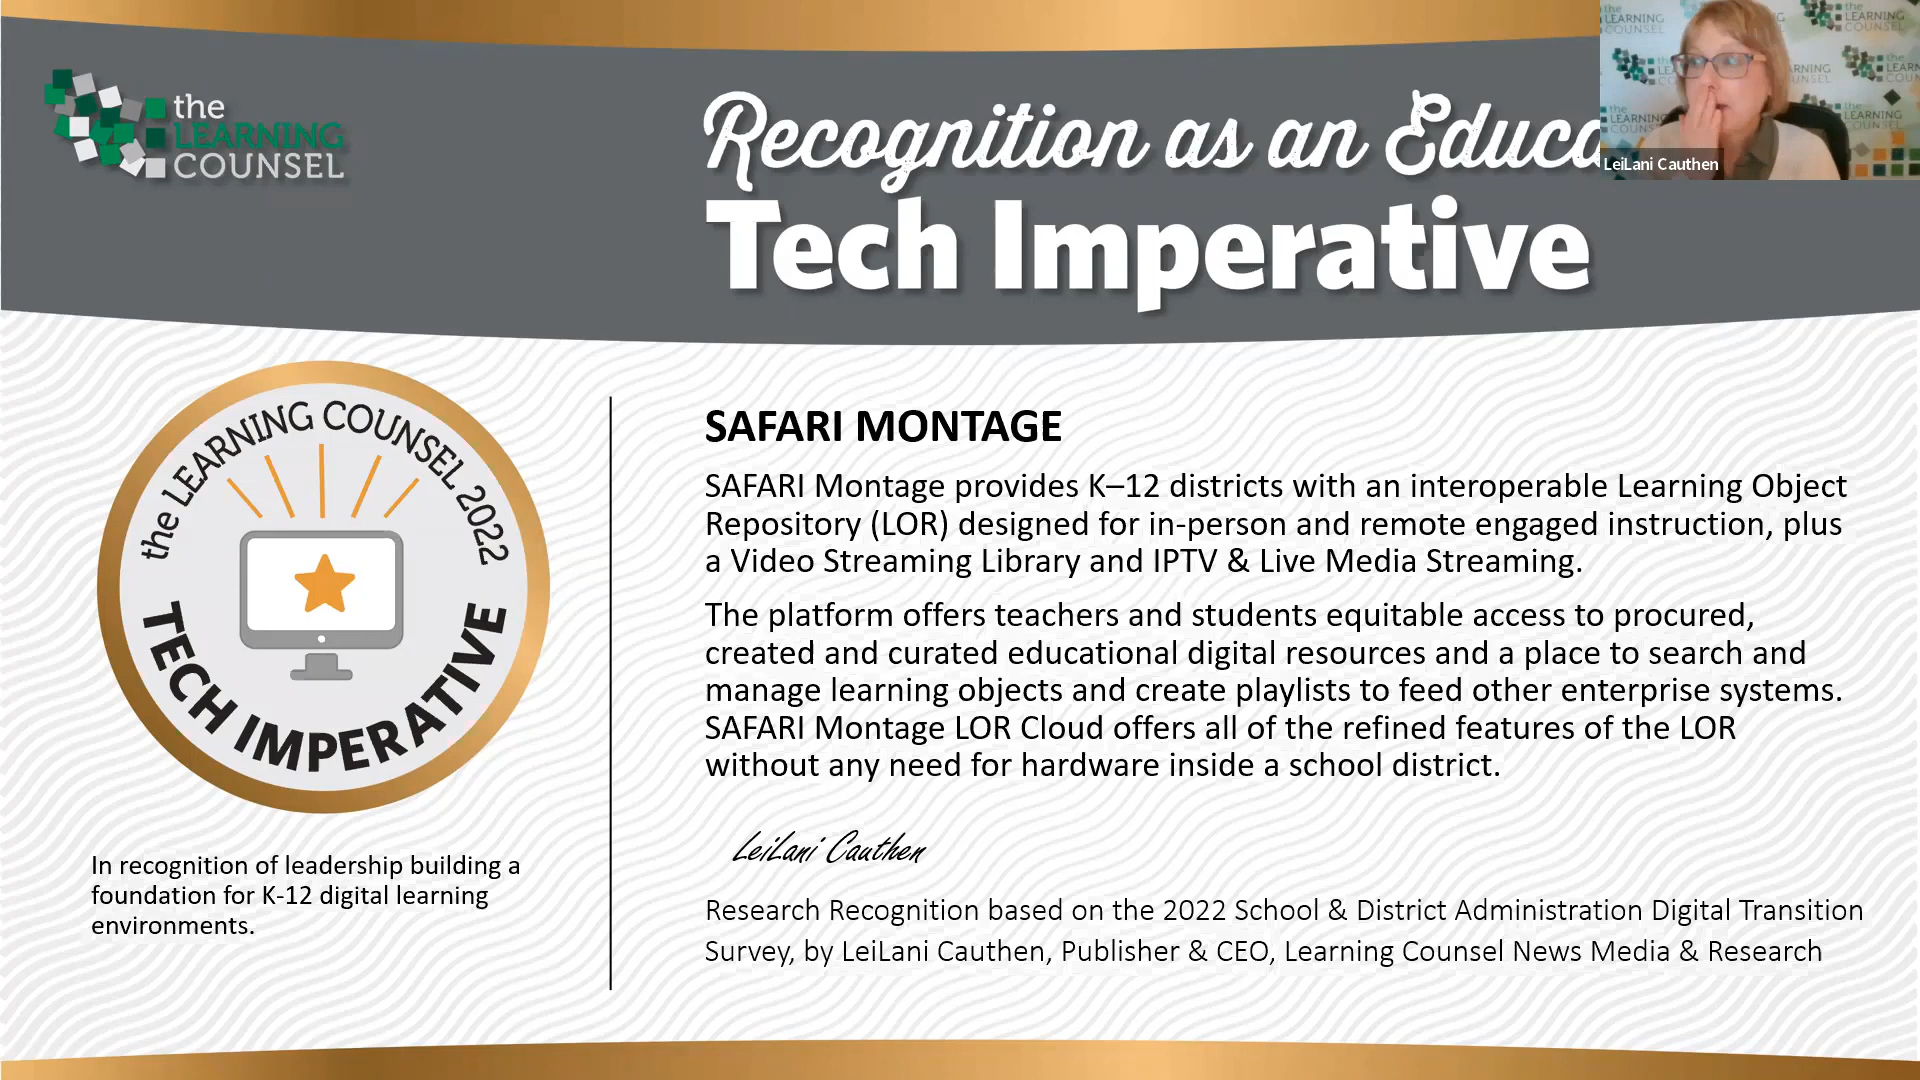 the
LEARNING
COUNSEL
Recognition as an Educa
Tech Imperative
LeiLani Cauthen
the LEARNING COUNSEL 2022
TECH IMPERATIVE
In recognition of leadership building a
foundation for K-12 digital learning
environments.
SAFARI MONTAGE
SAFARI Montage provides K–12 districts with an interoperable Learning Object
Repository (LOR) designed for in-person and remote engaged instruction, plus
a Video Streaming Library and IPTV & Live Media Streaming.
The platform offers teachers and students equitable access to procured,
created and curated educational digital resources and a place to search and
manage learning objects and create playlists to feed other enterprise systems.
SAFARI Montage LOR Cloud offers all of the refined features of the LOR
without any need for hardware inside a school district.
LeiLani Cauthen
Research Recognition based on the 2022 School & District Administration Digital Transition
Survey, by LeiLani Cauthen, Publisher & CEO, Learning Counsel News Media & Research